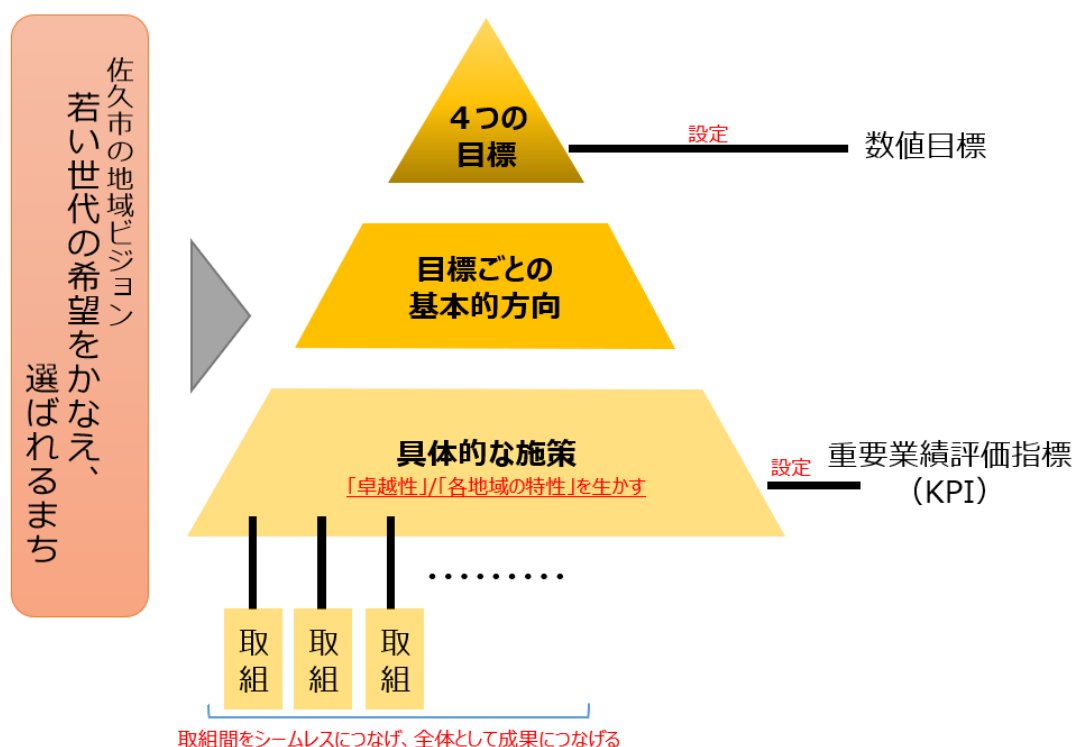 佐久市の地域ビジョン
若い世代の希望をかなえ、
選ばれるまち
４つの
目標
設定
数値目標
目標ごとの
基本的方向
具体的な施策
「卓越性」/「各地域の特性」を生かす
設定
重要業績評価指標
（KPI）
………
取組
取組
取組
取組間をシームレスにつなげ、全体として成果につなげる